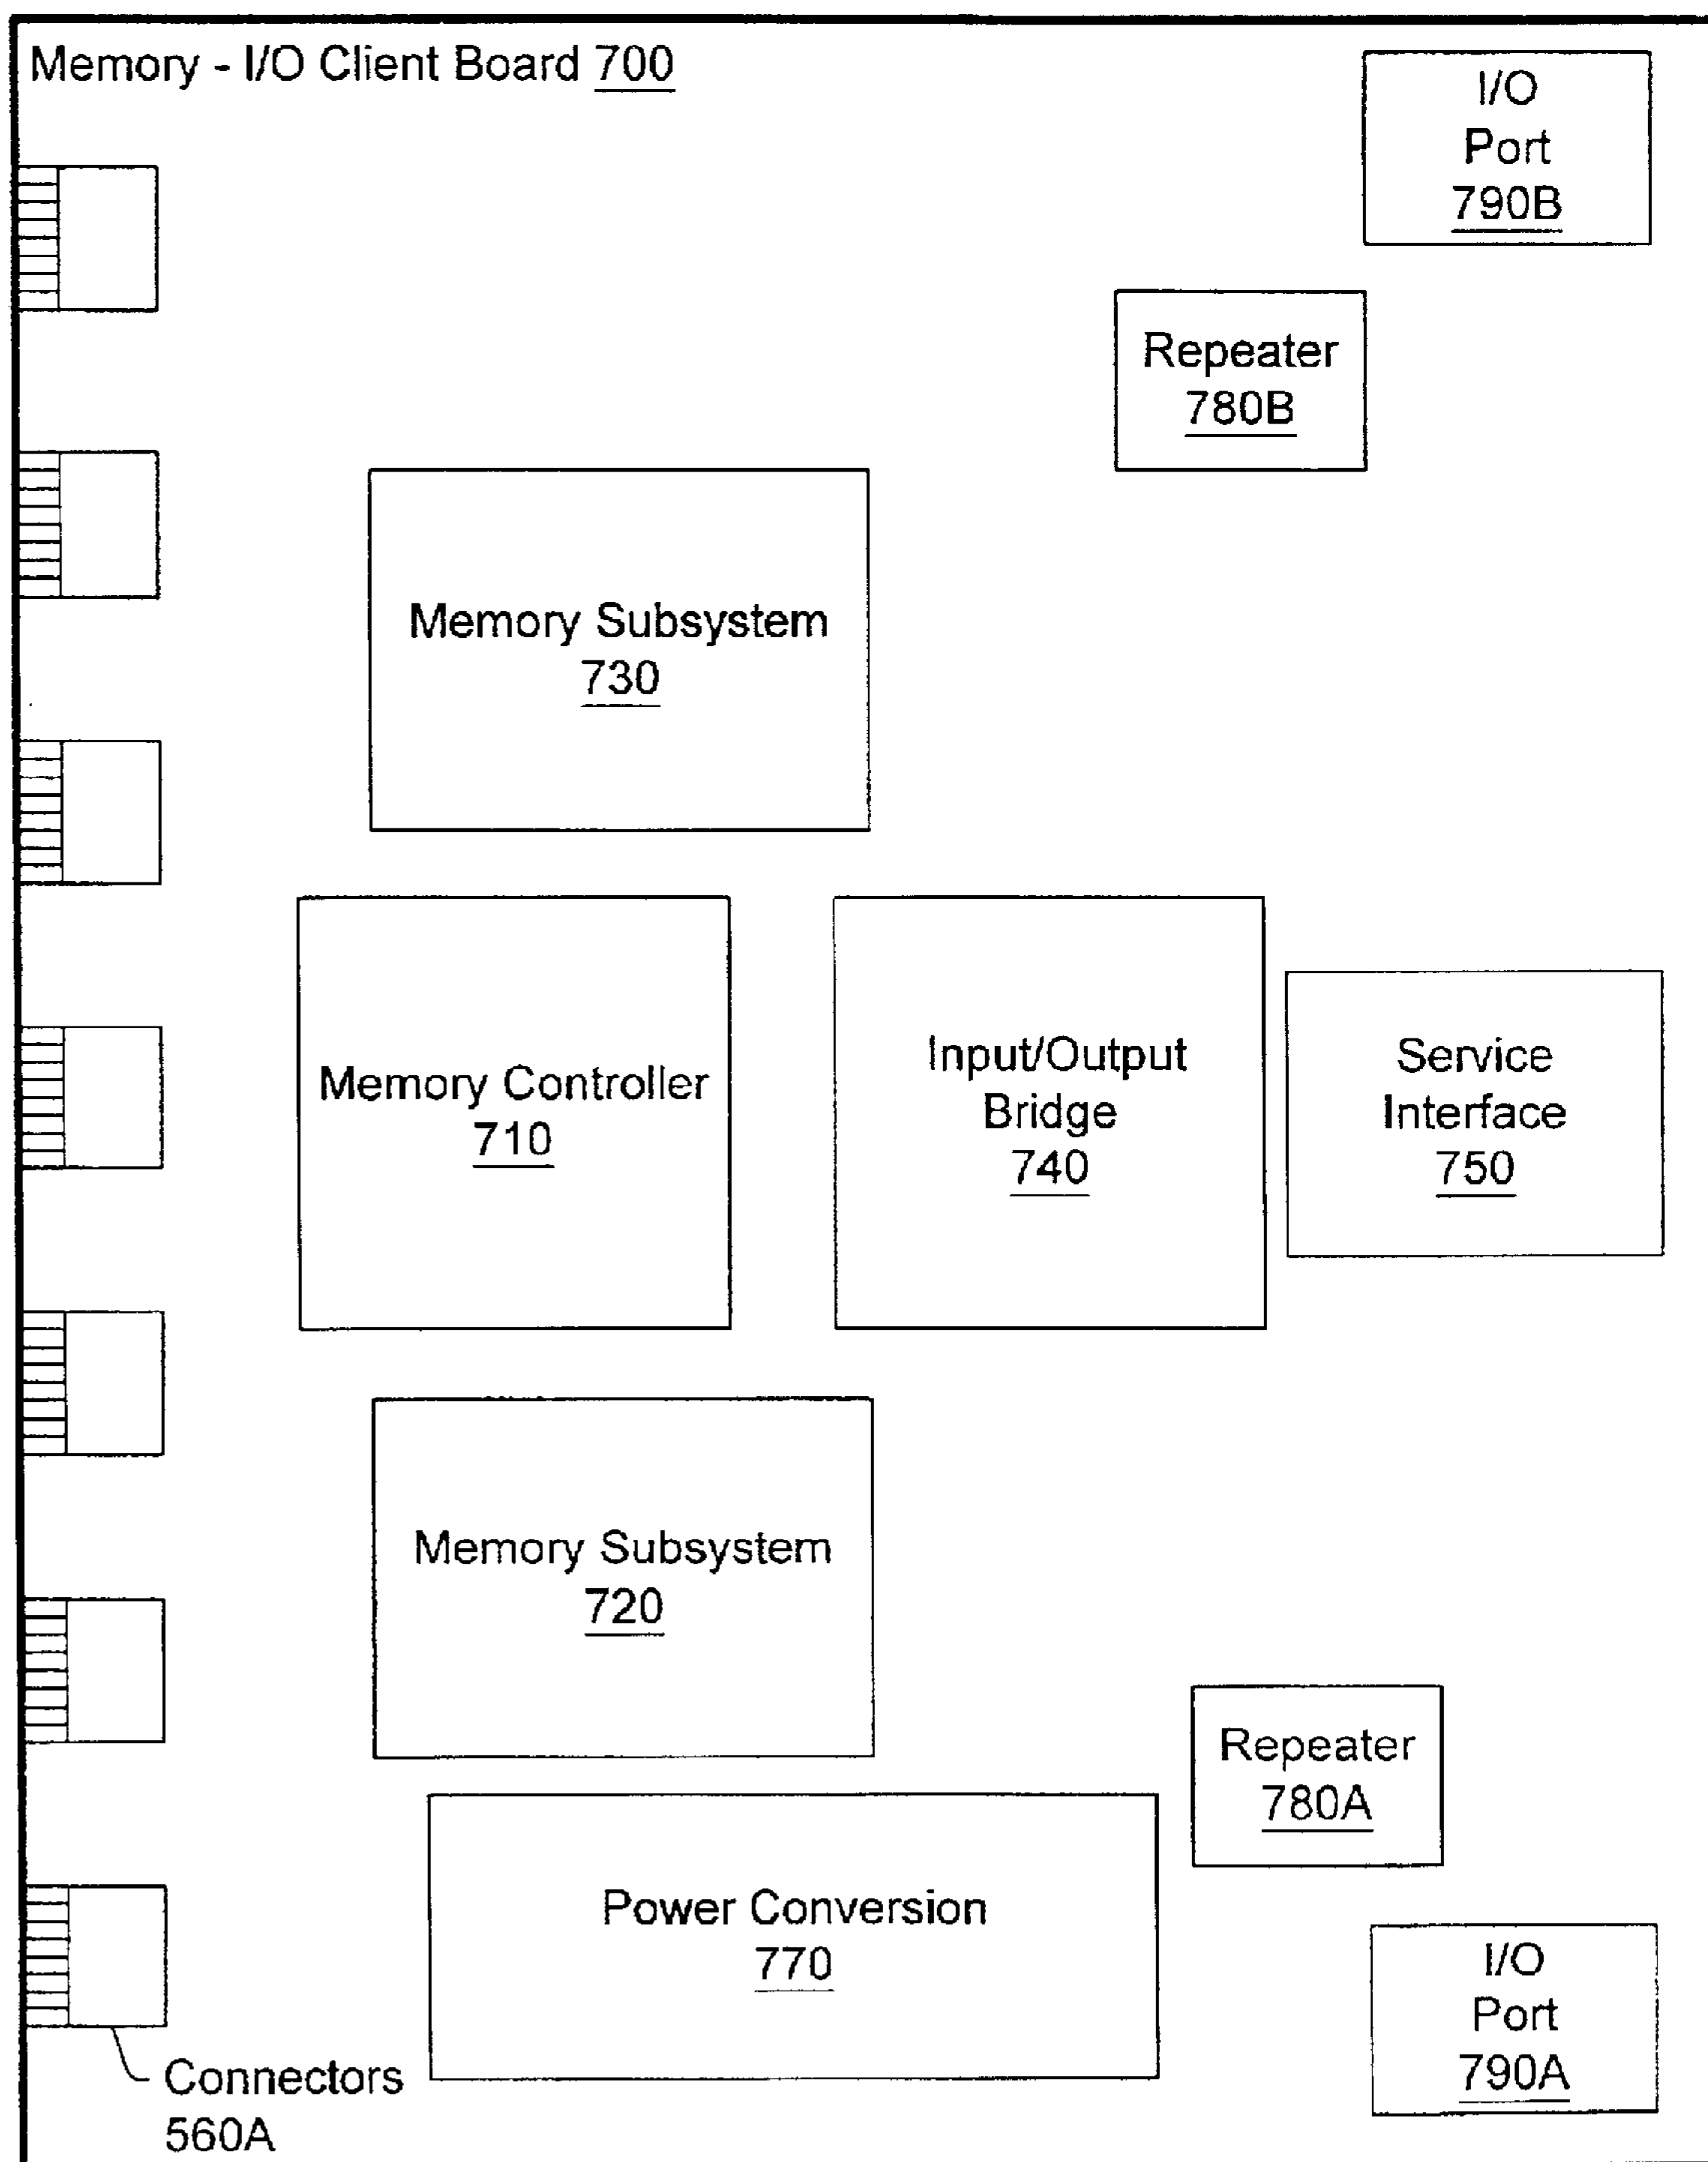 Memory - I/O Client Board 700
I/O
Port
790B
Repeater
780B
Memory Subsystem
730
Memory Controller
710
Input/Output
Bridge
740
Service
Interface
750
Memory Subsystem
720
Repeater
780A
Power Conversion
770
I/O
Port
790A
Connectors
560A